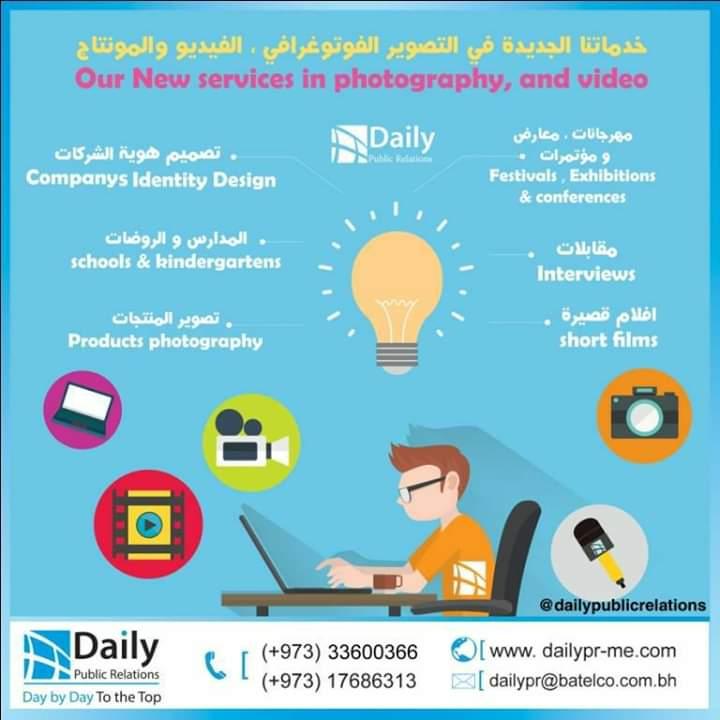 خدماتنا الجديدة في التصوير الفوتوغرافي ، الفيديو والمونتاج
Our New services in photography, and video
Daily
Public Relations
تصميم هوية الشركات
Companys Identity Design
المدارس و الروضات
schools & kindergartens
تصوير المنتجات
Products photography
مهرجانات ، معارض
و مؤتمرات
Festivals , Exhibitions
& conferences
مقابلات
Interviews
افلام قصيرة
short films
@dailypublicrelations
Daily
Public Relations
Day by Day To the Top
(+973) 33600366
(+973) 17686313
www. dailypr-me.com
dailypr@batelco.com.bh